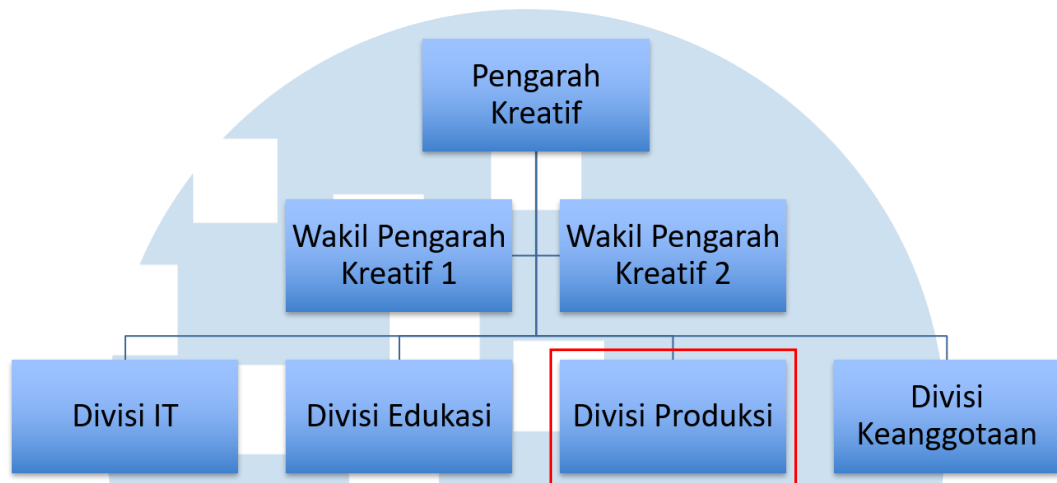 Pengarah
Kreatif
Wakil Pengarah
Kreatif 1
Wakil Pengarah
Kreatif 2
Divisi IT
Divisi Edukasi
Divisi Produksi
Divisi
Keanggotaan